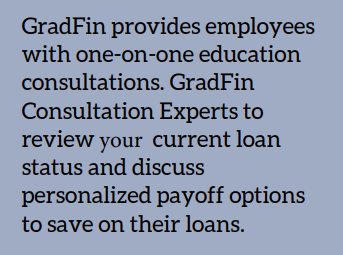 GradFin provides employees
with one-on-one education
consultations. GradFin
Consultation Experts to
review your current loan
status and discuss
personalized payoff options
to save on their loans.